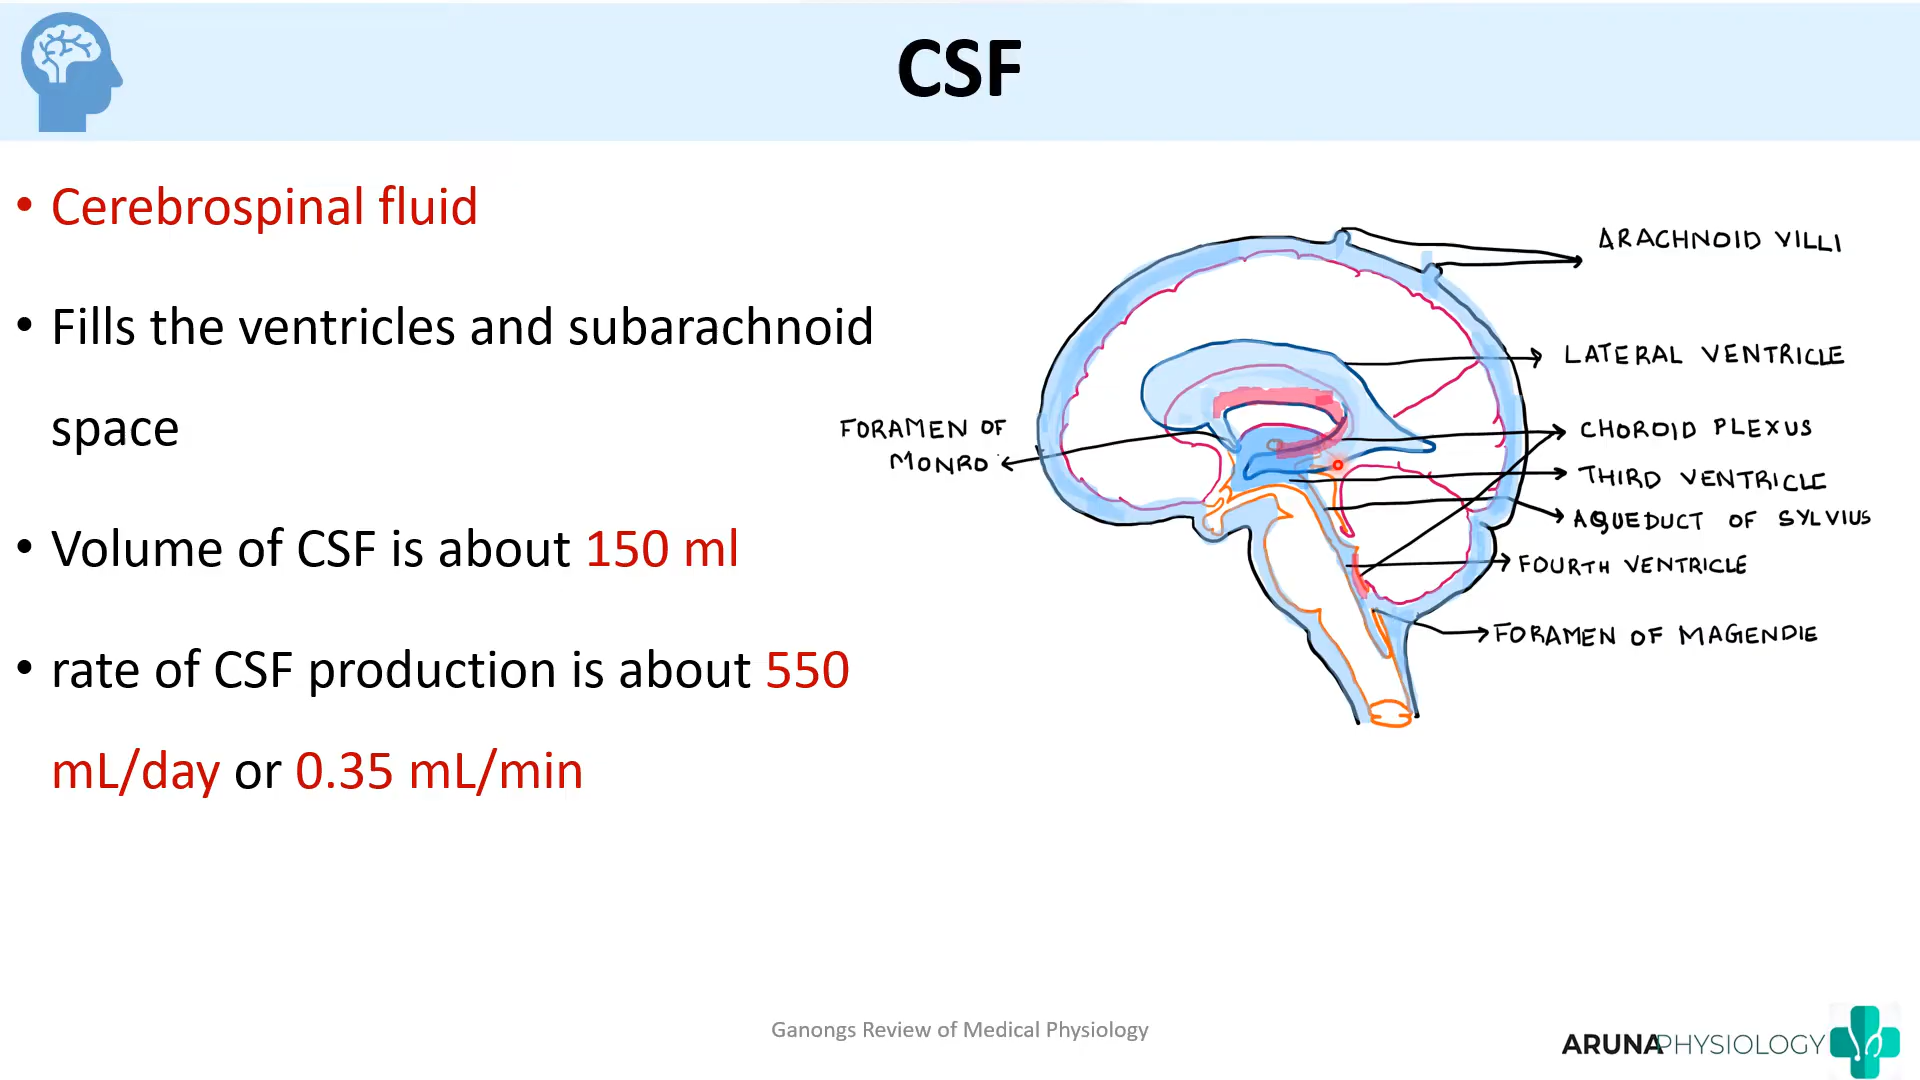 CSF
• Cerebrospinal fluid
• Fills the ventricles and subarachnoid
space
• Volume of CSF is about 150 ml
• rate of CSF production is about 550
mL/day or 0.35 mL/min
ARACHNOID VILLI
LATERAL VENTRICLE
FORAMEN OF
MONRO
CHOROID PLEXUS
THIRD VENTRICLE
AQUEDUCT OF SYLVIUS
FOURTH VENTRICLE
FORAMEN OF MAGENDIE
Ganongs Review of Medical Physiology
ARUNAPHYSIOLOGY